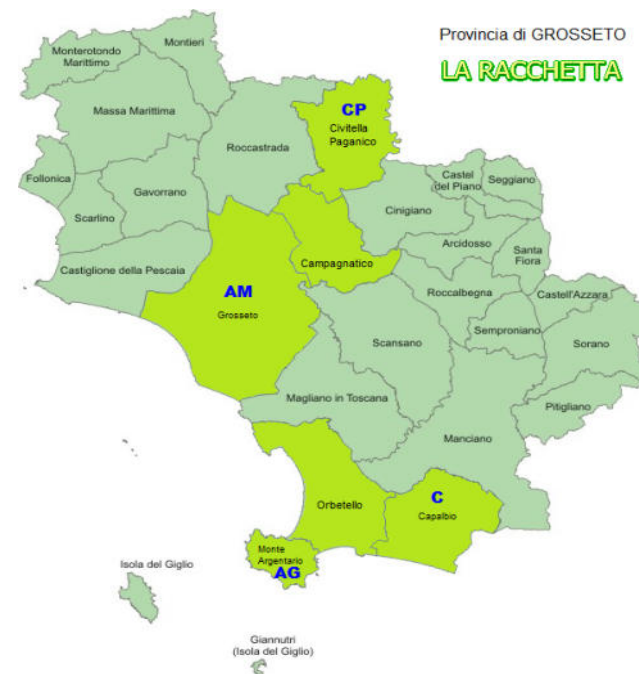 Provincia di GROSSETO
LA RACCHETTA
Montieri
Monterotondo
Marittimo
CP
Massa Marittima
Civitella
Paganico
Roccastrada
Castel
del Piano
Seggiano
Follonica
Gavorrano
Scarlino
Cinigiano
Arcidosso
Santa
Fiora
Campagnatico
Castiglione della Pescaia
AM
Grosseto
Roccalbegna
Castell'Azzara
Semproniano
Scansano
Sorano
Magliano in Toscana
Pitigliano
Manciano
C
Orbetello
Capalbio
Monte
Argentario
AG
Isola del Giglio
Giannutri
(Isola del Giglio)